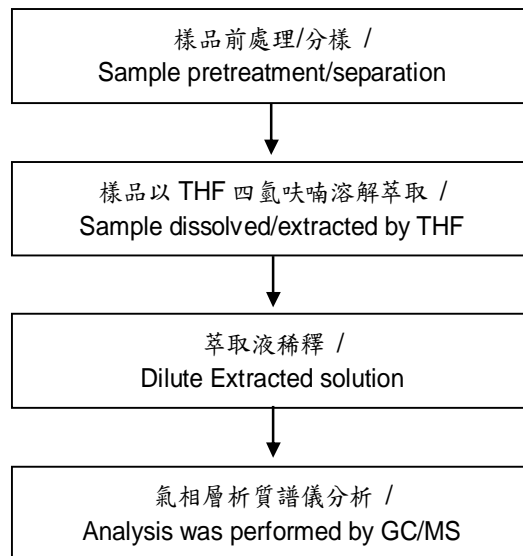 樣品前處理/分樣 /
Sample pretreatment/separation
樣品以 THF 四氫呋喃溶解萃取 /
Sample dissolved/extracted by THF
萃取液稀釋 /
Dilute Extracted solution
氣相層析質譜儀分析 /
Analysis was performed by GC/MS